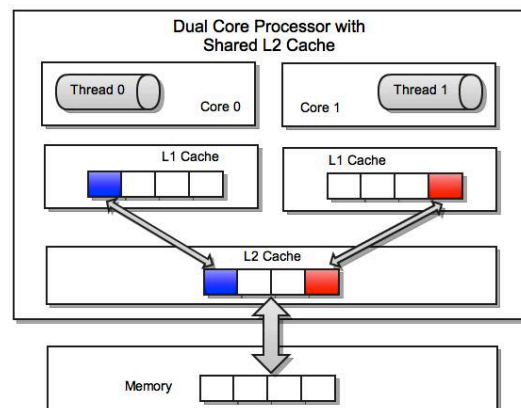 Dual Core Processor with
Shared L2 Cache
Thread 0
Core 0
Core 1
Thread 1
L1 Cache
L1 Cache
L2 Cache
Memory